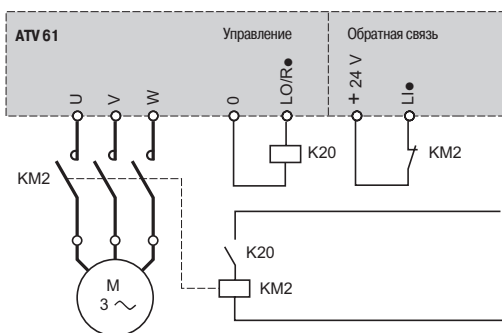 ATV 61
Управление
Обратная связь
U
V
W
0
LO/R●
+ 24 V
LI●
KM2
K20
KM2
K20
KM2
M
3 ~